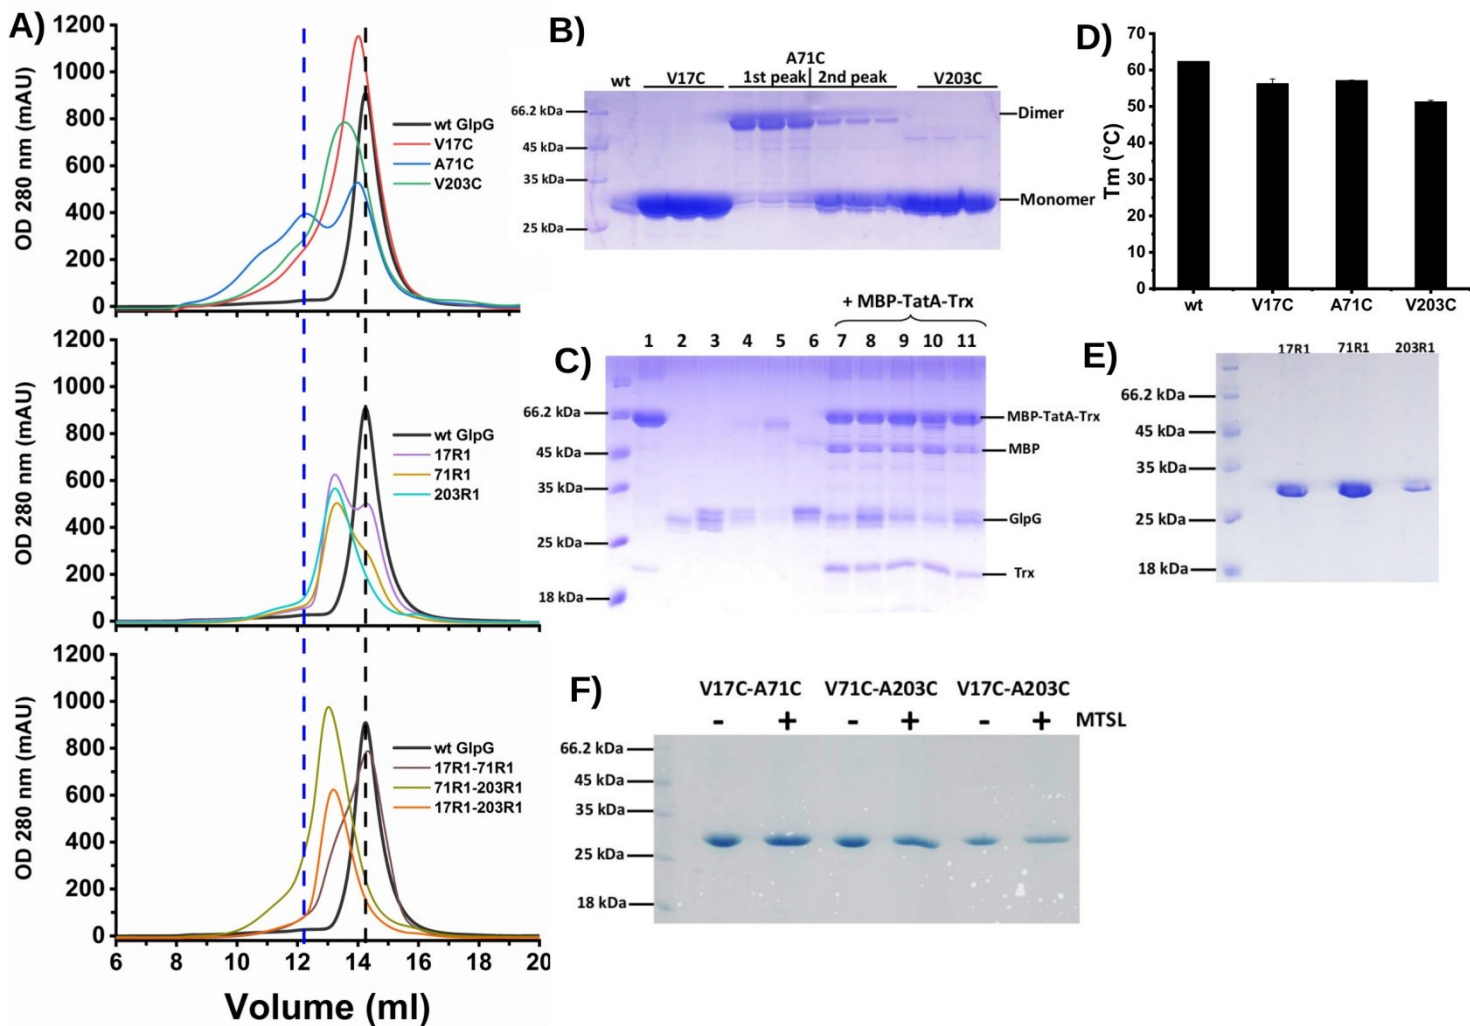 A)
1200
1000
800
600
400
200
0
OD 280 nm (mAU)
wt GlpG
V17C
A71C
V203C
1200
1000
800
600
400
200
0
OD 280 nm (mAU)
wt GlpG
17R1
71R1
203R1
1200
1000
800
600
400
200
0
OD 280 nm (mAU)
wt GlpG
17R1-71R1
71R1-203R1
17R1-203R1
6 8 10 12 14 16 18 20
Volume (ml)
B)
A71C
wt V17C 1st peak 2nd peak V203C
66.2 kDa
45 kDa
35 kDa
25 kDa
Dimer
Monomer
C)
+ MBP-TatA-Trx
1 2 3 4 5 6 7 8 9 10 11
66.2 kDa
45 kDa
35 kDa
25 kDa
18 kDa
MBP-TatA-Trx
MBP
GlpG
Trx
D)
70
60
50
40
30
20
10
0
Tm (°C)
wt V17C A71C V203C
E)
17R1 71R1 203R1
66.2 kDa
45 kDa
35 kDa
25 kDa
18 kDa
F)
V17C-A71C V71C-A203C V17C-A203C
- + - + - + MTSL
66.2 kDa
45 kDa
35 kDa
25 kDa
18 kDa